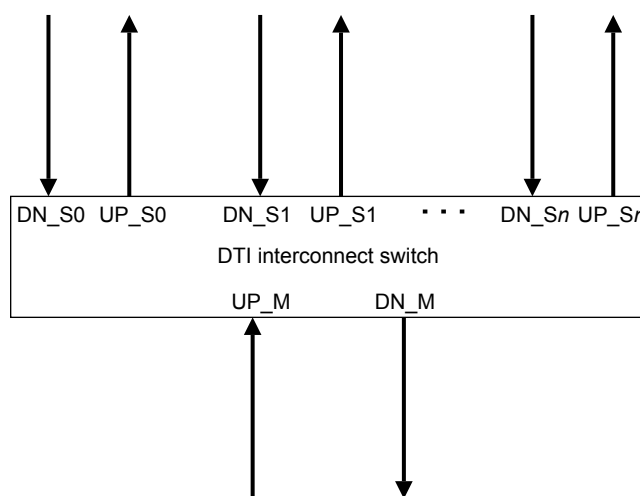 DN_S0 UP_S0 DN_S1 UP_S1 · · · DN_Sn UP_Sn
DTI interconnect switch
UP_M DN_M